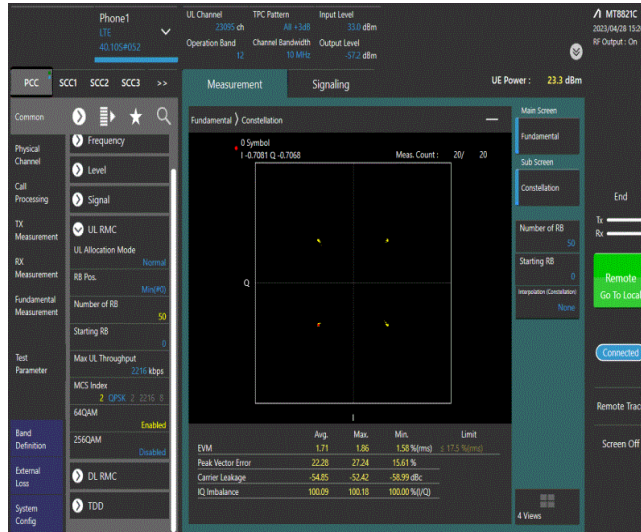 Phone1
LTE
40.10S#052
UL Channel
23095 ch
TPC Pattern
All +3dB
Input Level
33.0 dBm
Operation Band
12
Channel Bandwidth
10 MHz
Output Level
-57.2 dBm
MT8821C
2023/04/28 15:26
RF Output : On
PCC
SCC1
SCC2
SCC3
>>
Measurement
Signaling
UE Power : 23.3 dBm
Common
Physical
Channel
Call
Processing
TX
Measurement
RX
Measurement
Fundamental
Measurement
Test
Parameter
Band
Definition
External
Loss
System
Config
Frequency
Level
Signal
UL RMC
UL Allocation Mode
Normal
RB Pos.
Min(#0)
Number of RB
50
Starting RB
0
Max UL Throughput
2216 kbps
MCS Index
2 QPSK 2 2216 8
64QAM
Enabled
256QAM
Disabled
DL RMC
TDD
Fundamental 〉 Constellation
0 Symbol
I -0.7081 Q -0.7068
Meas. Count : 20/ 20
Q
I
Avg. Max. Min. Limit
EVM 1.71 1.86 1.58 %(rms) ≤ 17.5 %(rms)
Peak Vector Error 22.28 27.24 15.61 %
Carrier Leakage -54.85 -52.42 -58.99 dBc
IQ Imbalance 100.09 100.18 100.00 %(I/Q)
Main Screen
Fundamental
Sub Screen
Constellation
Number of RB
50
Starting RB
0
Interpolation (Constellation)
None
4 Views
End
Tx
Rx
Remote
Go To Local
Connected
Remote Trac
Screen Off